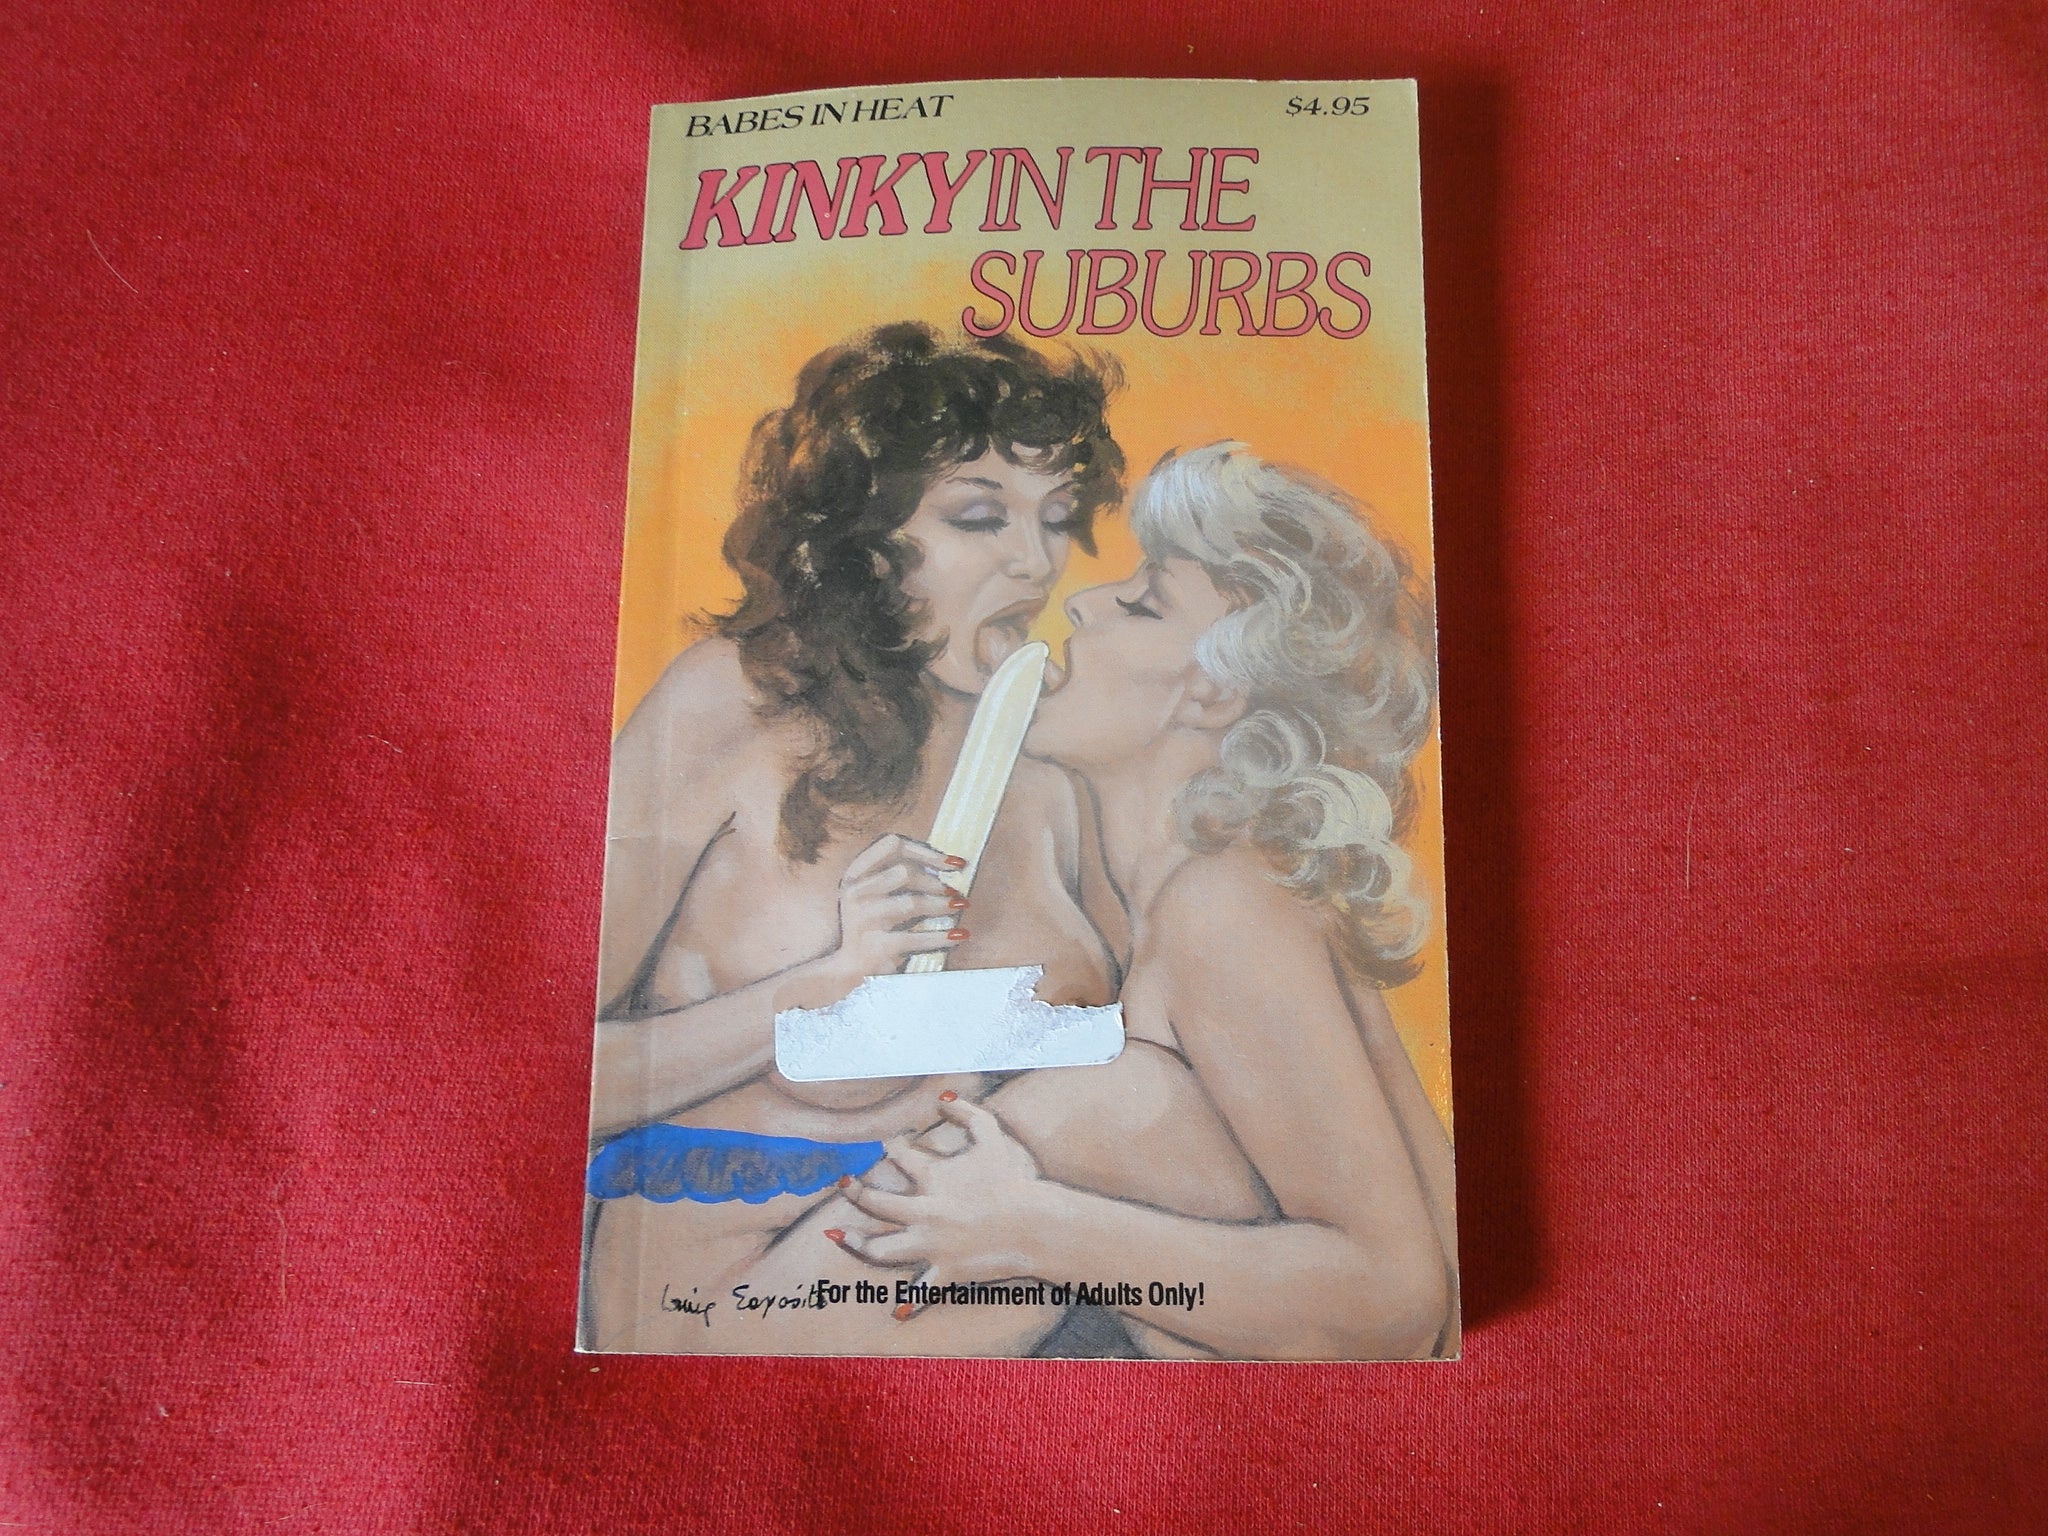 BABES IN HEAT
$4.95
KINKY IN THE
SUBURBS
For the Entertainment of Adults Only!